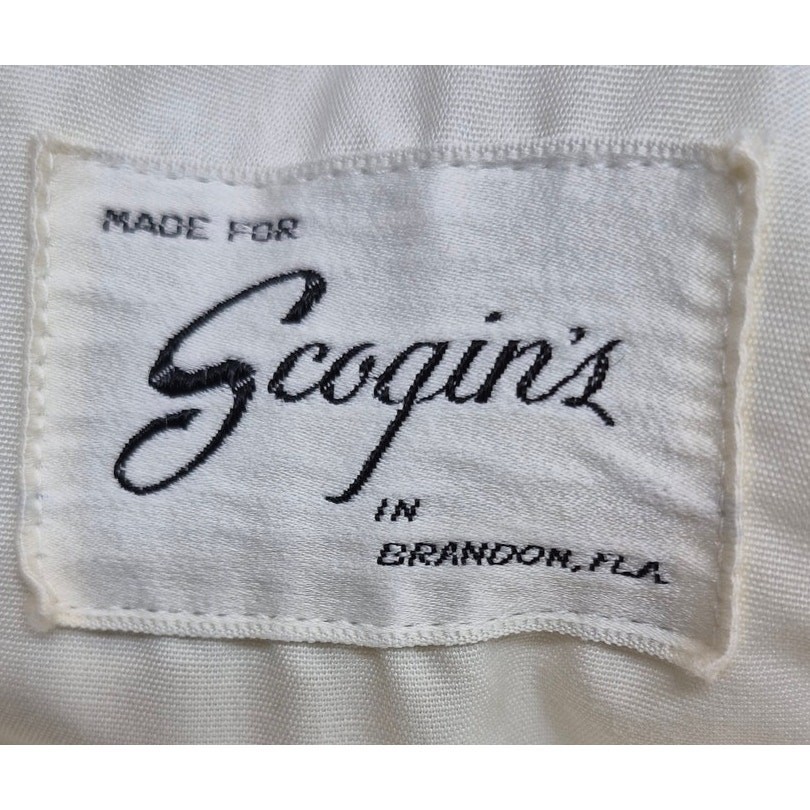 MADE FOR
Scogin's
IN
BRANDON, FLA.